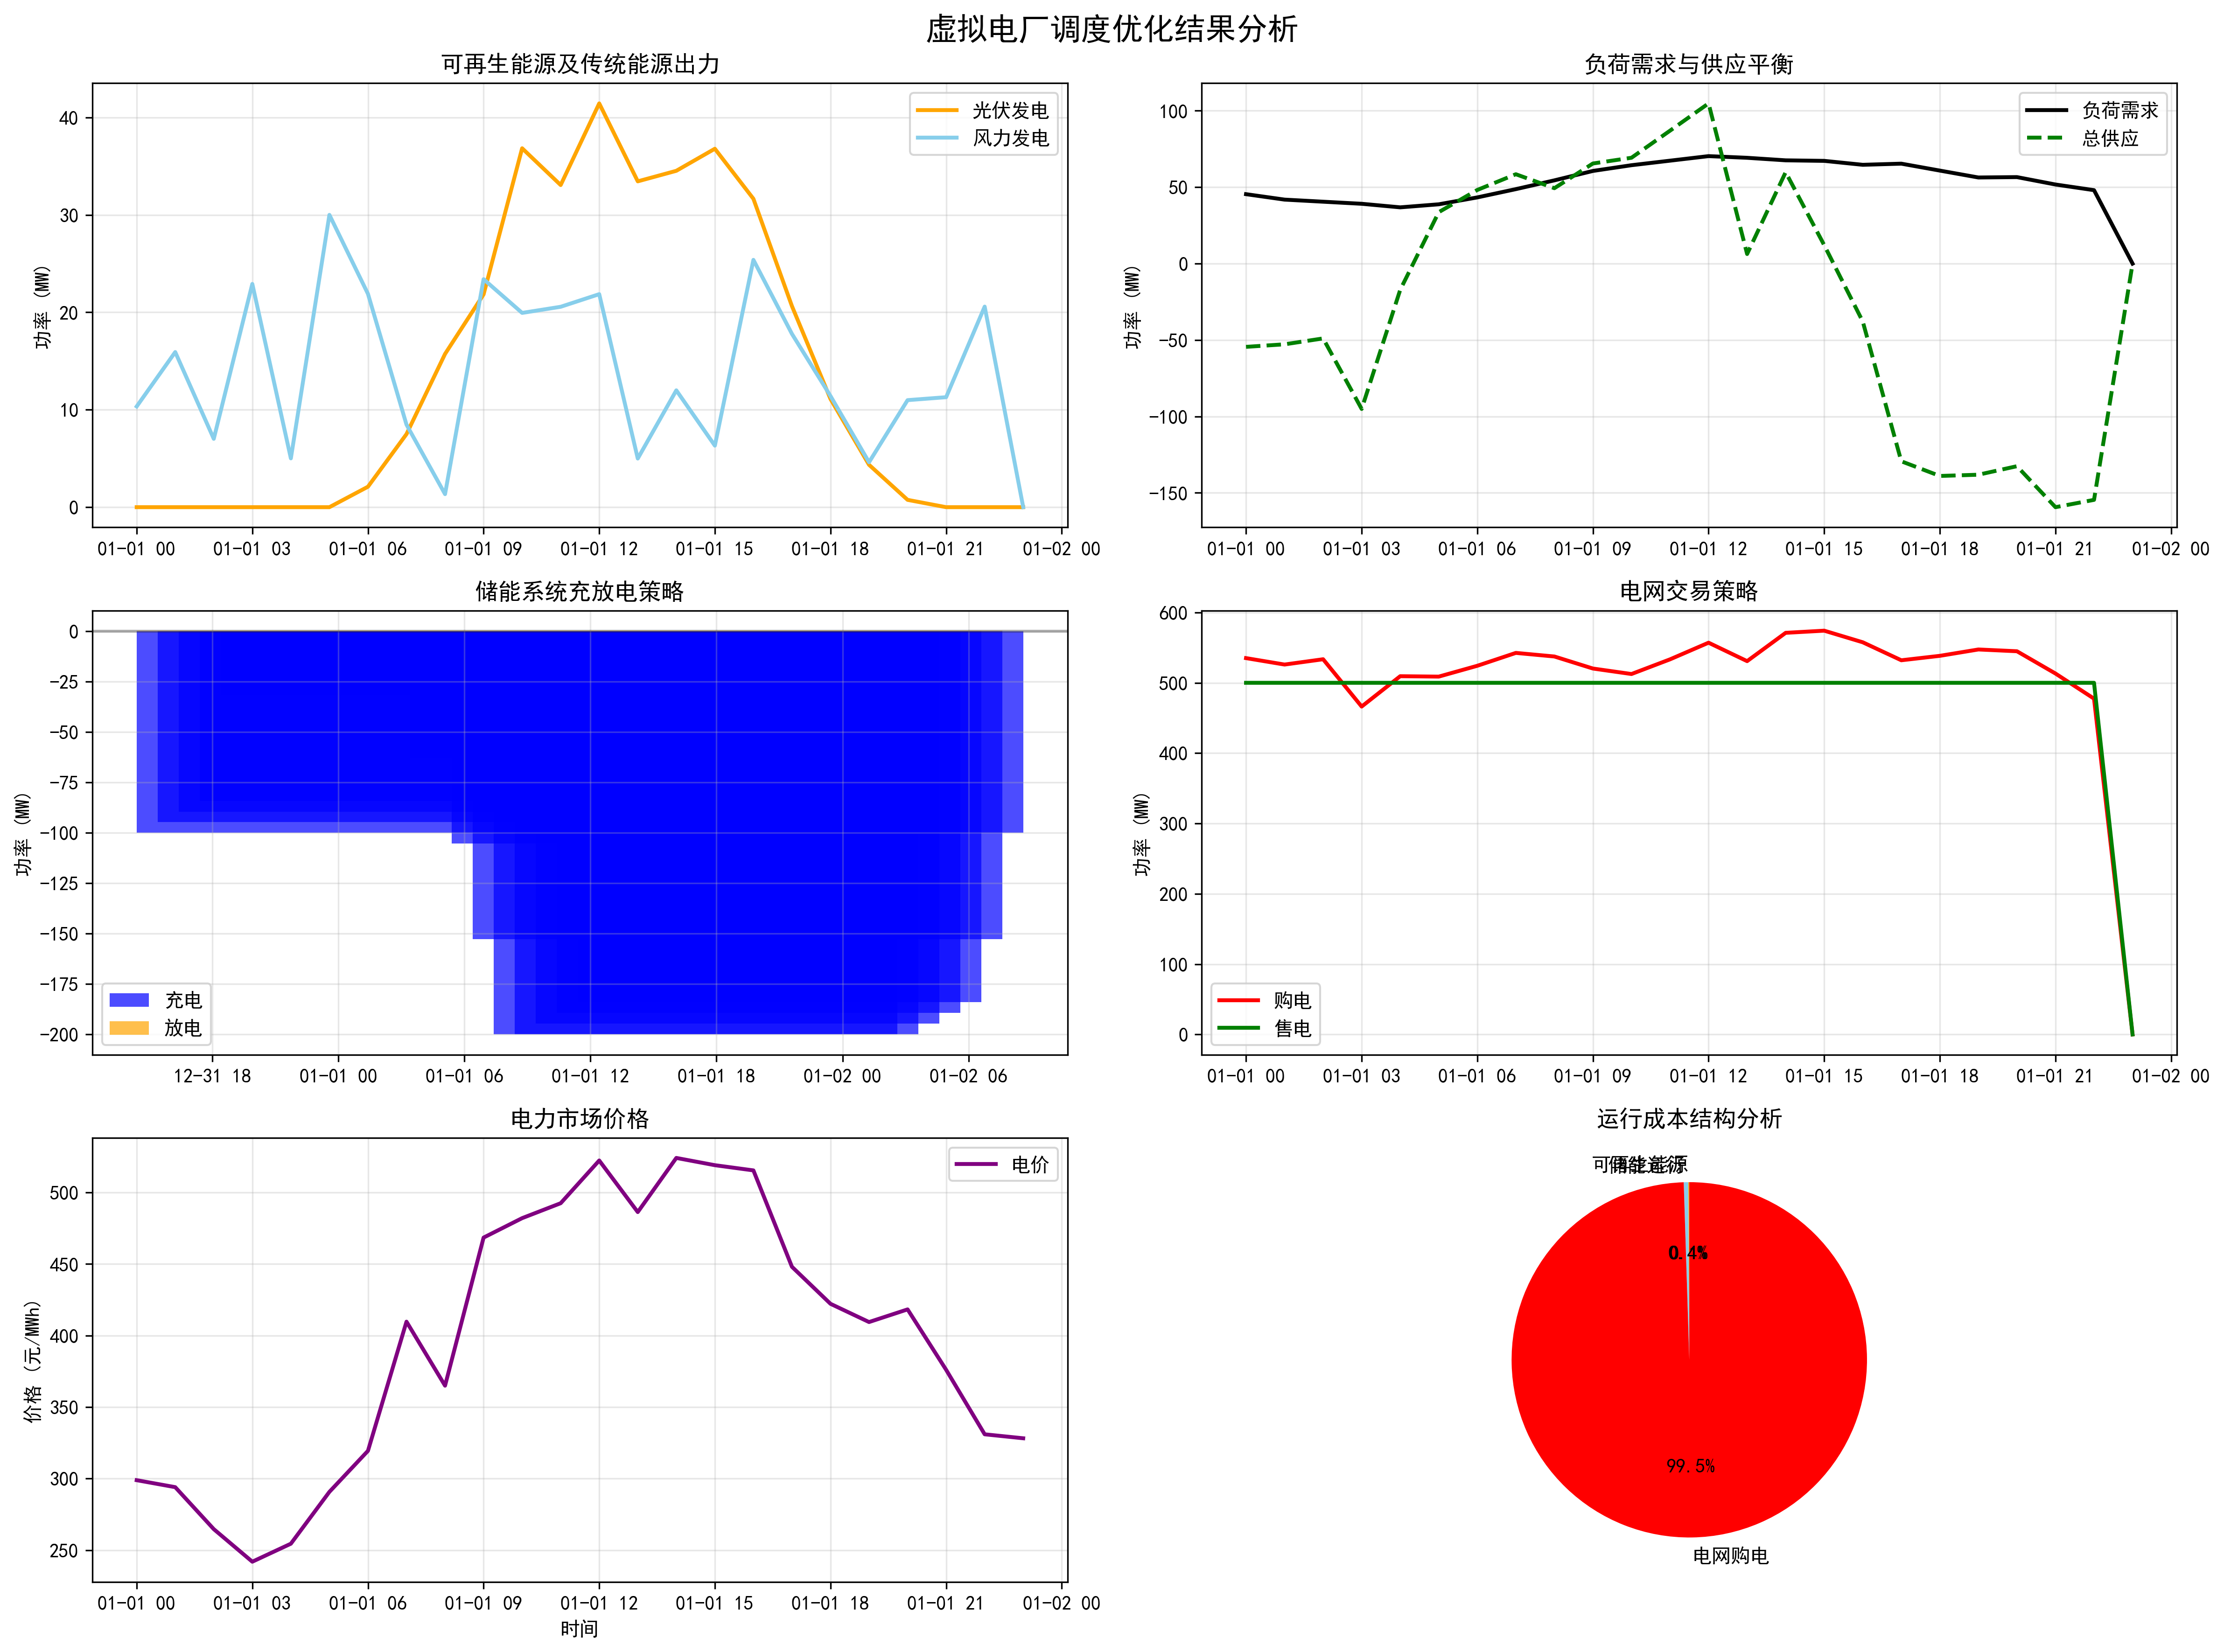 虚拟电厂调度优化结果分析
可再生能源及传统能源出力
功率 (MW)
40
30
20
10
0
光伏发电
风力发电
01-01 00 01-01 03 01-01 06 01-01 09 01-01 12 01-01 15 01-01 18 01-01 21 01-02 00
负荷需求与供应平衡
功率 (MW)
100
50
0
-50
-100
-150
负荷需求
总供应
01-01 00 01-01 03 01-01 06 01-01 09 01-01 12 01-01 15 01-01 18 01-01 21 01-02 00
储能系统充放电策略
功率 (MW)
0
-25
-50
-75
-100
-125
-150
-175
-200
充电
放电
12-31 18 01-01 00 01-01 06 01-01 12 01-01 18 01-02 00 01-02 06
电网交易策略
功率 (MW)
600
500
400
300
200
100
0
购电
售电
01-01 00 01-01 03 01-01 06 01-01 09 01-01 12 01-01 15 01-01 18 01-01 21 01-02 00
电力市场价格
价格 (元/MWh)
500
450
400
350
300
250
电价
01-01 00 01-01 03 01-01 06 01-01 09 01-01 12 01-01 15 01-01 18 01-01 21 01-02 00
时间
运行成本结构分析
0.4%
99.5%
电网购电